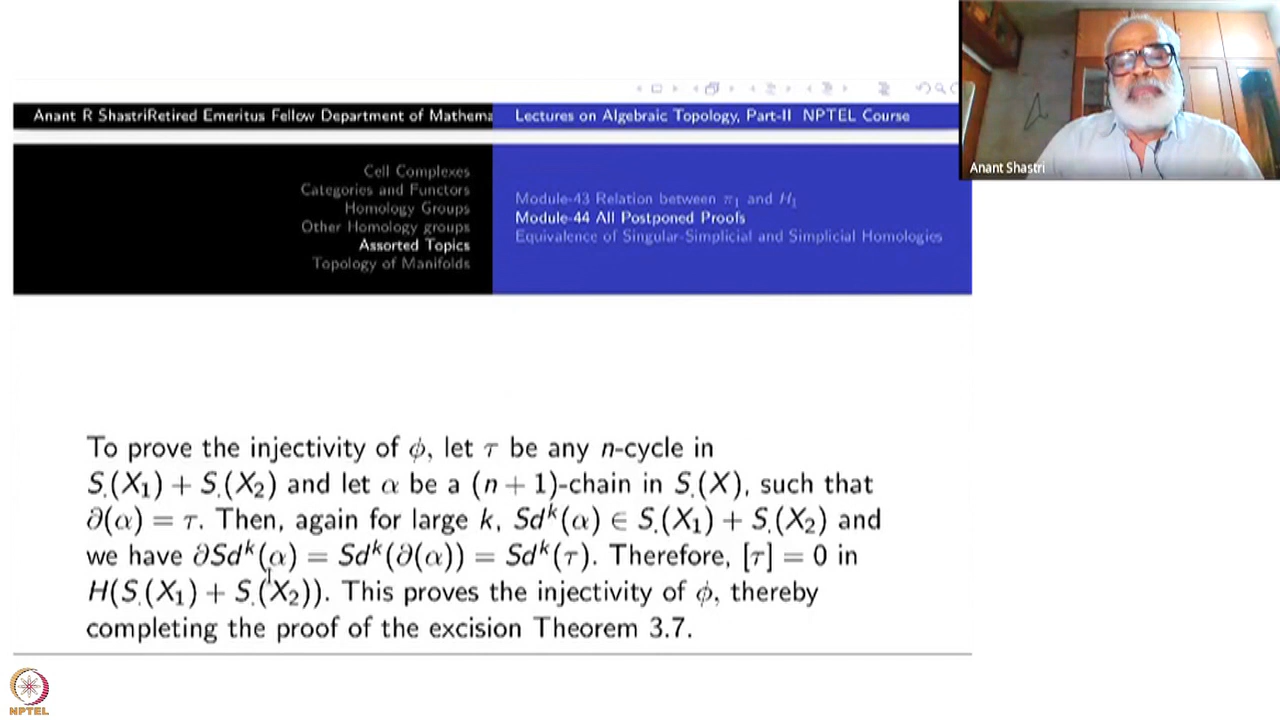 Anant R ShastriRetired Emeritus Fellow Department of Mathema
Lectures on Algebraic Topology, Part-II NPTEL Course
Cell Complexes
Categories and Functors
Homology Groups
Other Homology groups
Assorted Topics
Topology of Manifolds
Module-43 Relation between π₁ and H₁
Module-44 All Postponed Proofs
Equivalence of Singular-Simplicial and Simplicial Homologies
Anant Shastri
To prove the injectivity of ϕ, let τ be any n-cycle in
S.(X₁) + S.(X₂) and let α be a (n + 1)-chain in S.(X), such that
∂(α) = τ. Then, again for large k, Sdᵏ(α) ∈ S.(X₁) + S.(X₂) and
we have ∂Sdᵏ(α) = Sdᵏ(∂(α)) = Sdᵏ(τ). Therefore, [τ] = 0 in
H(S.(X₁) + S.(X₂)). This proves the injectivity of ϕ, thereby
completing the proof of the excision Theorem 3.7.
NPTEL